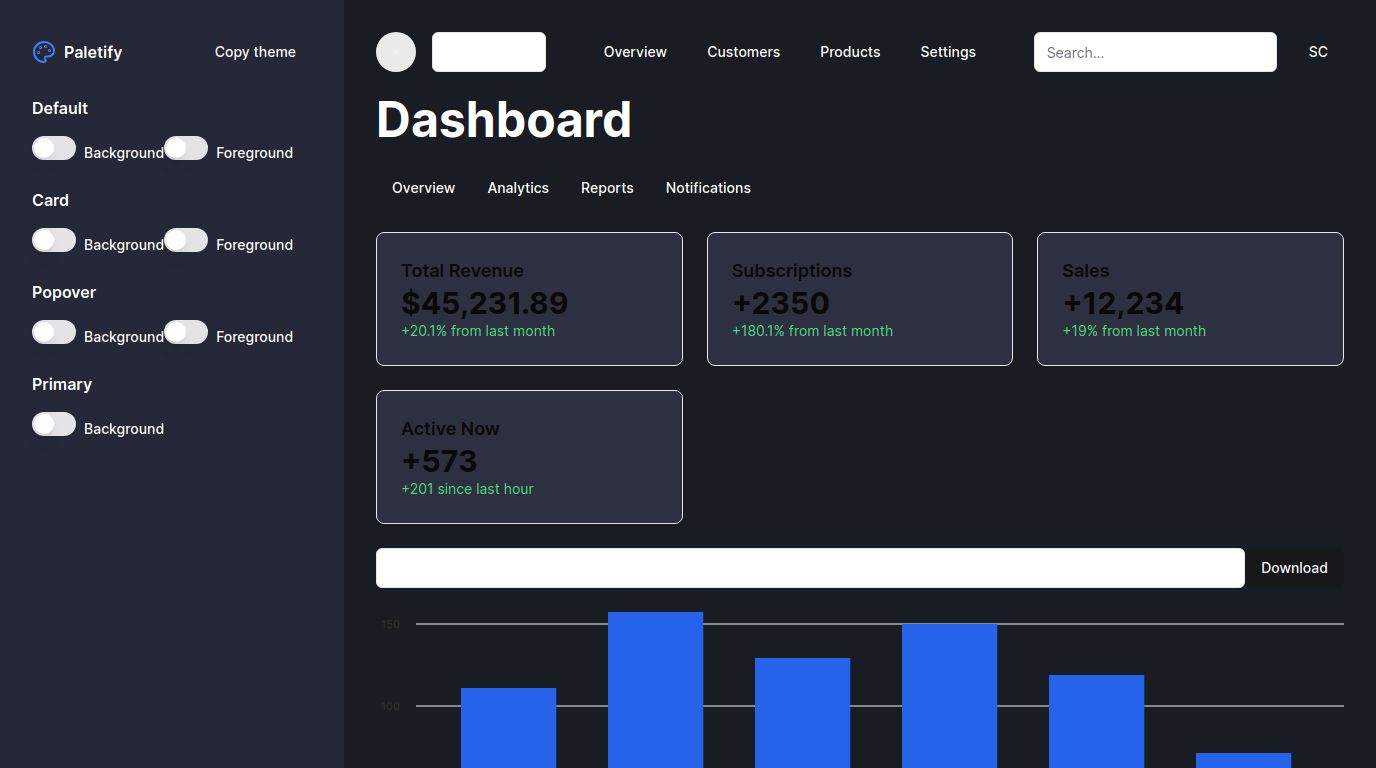 Paletify
Copy theme
Default
Background Foreground
Card
Background Foreground
Popover
Background Foreground
Primary
Background
Overview Customers Products Settings
Search...
SC
Dashboard
Overview Analytics Reports Notifications
Total Revenue
$45,231.89
+20.1% from last month
Subscriptions
+2350
+180.1% from last month
Sales
+12,234
+19% from last month
Active Now
+573
+201 since last hour
Download
150
100